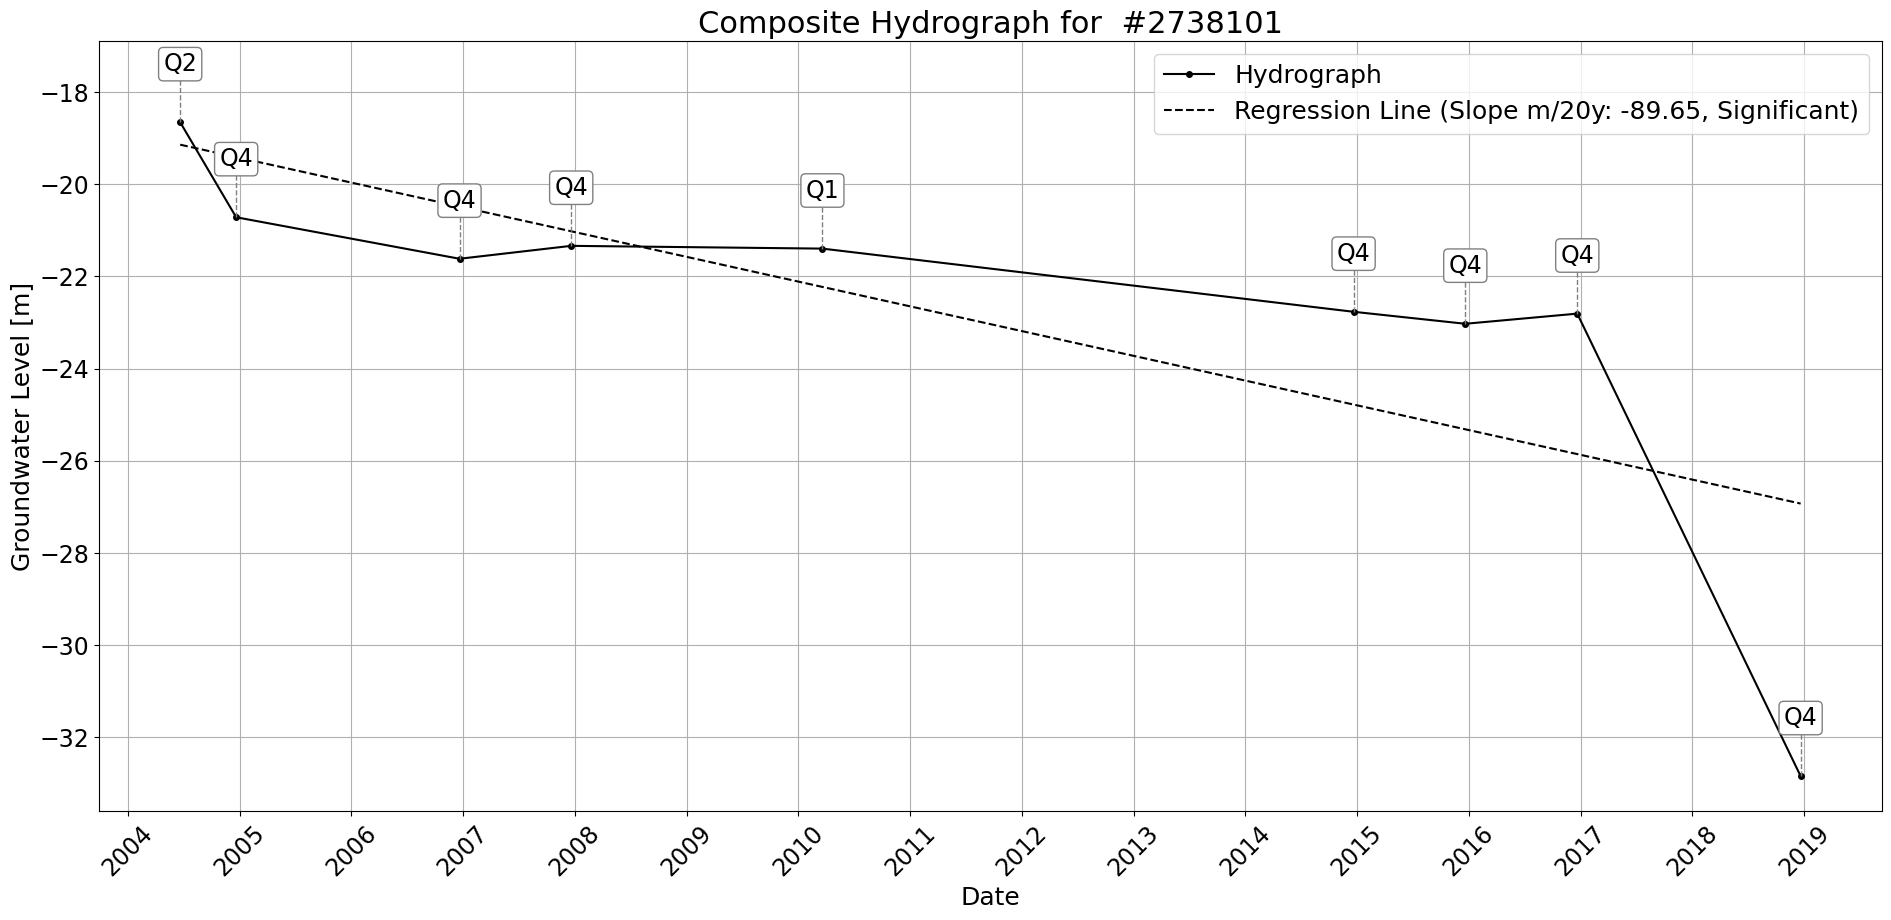 Composite Hydrograph for  #2738101
Hydrograph
Regression Line (Slope m/20y: -89.65, Significant)
Q2
Q4
Q4
Q4
Q1
Q4
Q4
Q4
Q4
Groundwater Level [m]
−18
−20
−22
−24
−26
−28
−30
−32
2004
2005
2006
2007
2008
2009
2010
2011
2012
2013
2014
2015
2016
2017
2018
2019
Date